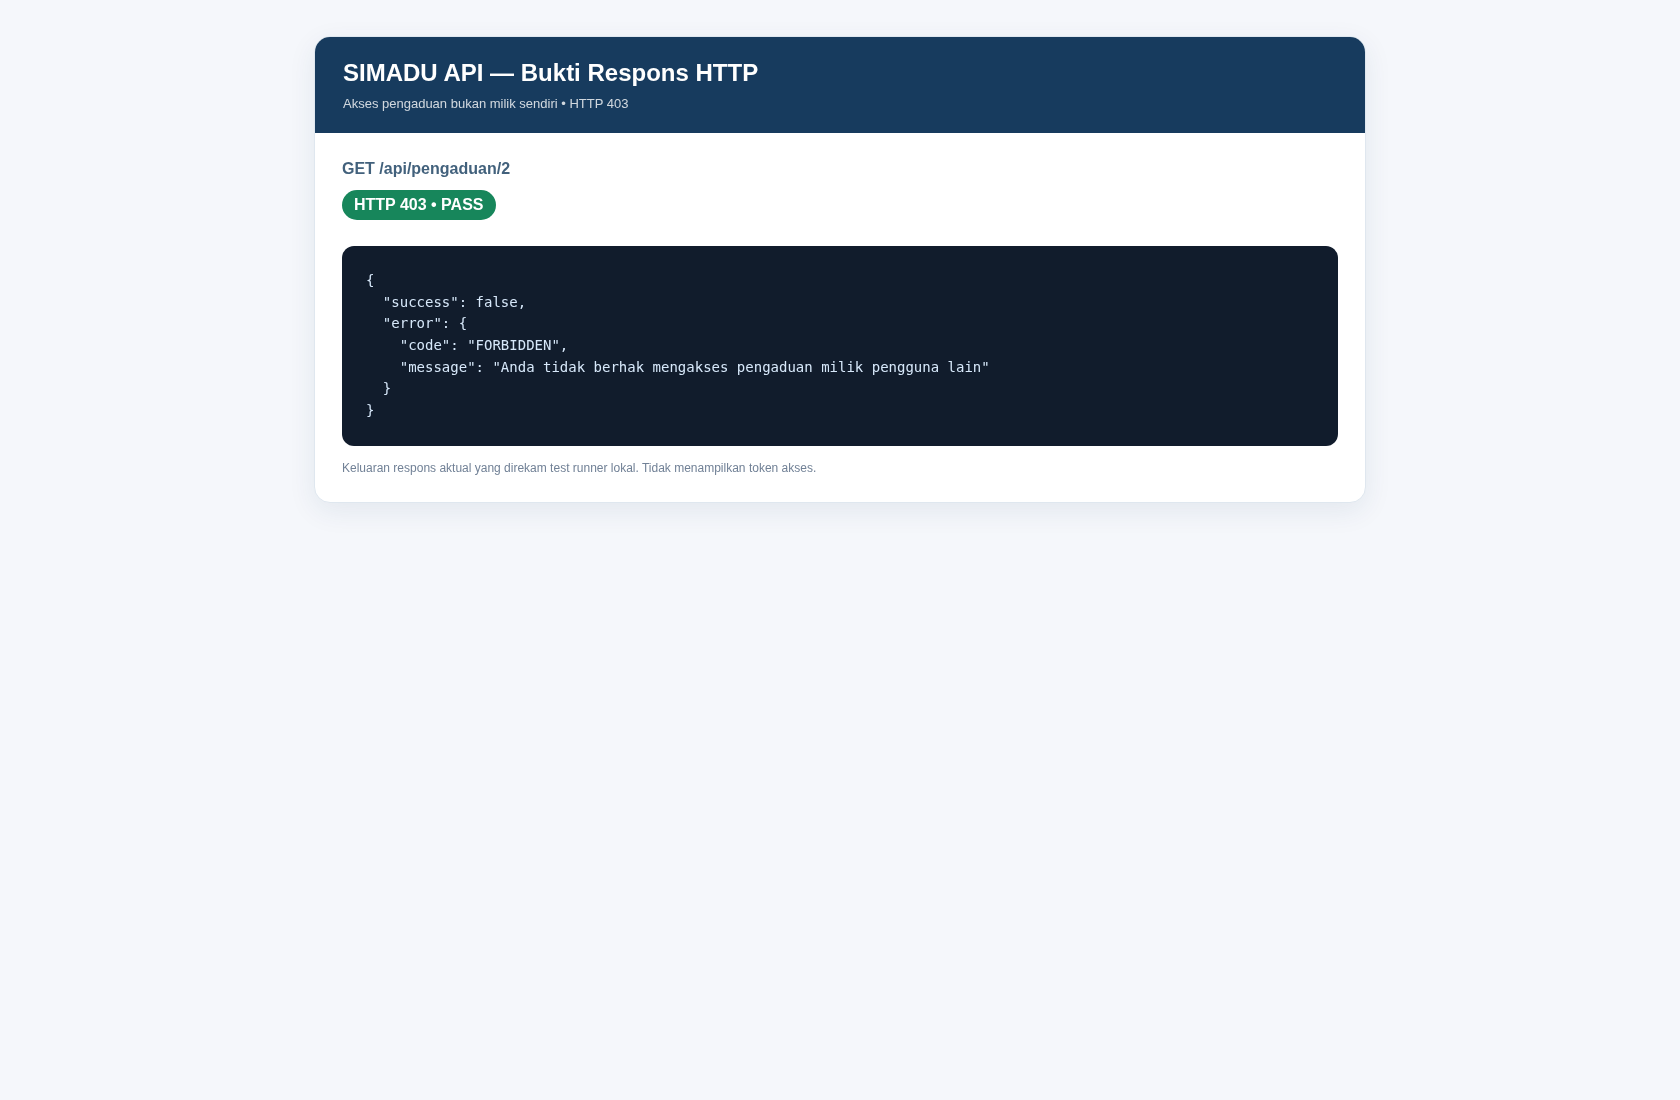 SIMADU API — Bukti Respons HTTP
Akses pengaduan bukan milik sendiri • HTTP 403
GET /api/pengaduan/2
HTTP 403 • PASS
{
  "success": false,
  "error": {
    "code": "FORBIDDEN",
    "message": "Anda tidak berhak mengakses pengaduan milik pengguna lain"
  }
}
Keluaran respons aktual yang direkam test runner lokal. Tidak menampilkan token akses.